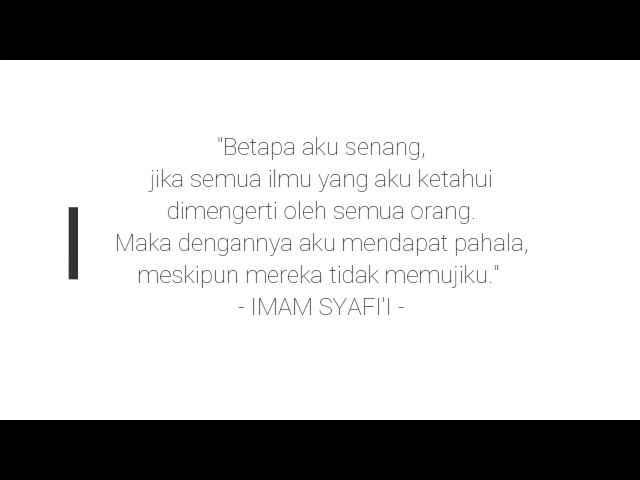 "Betapa aku senang,
jika semua ilmu yang aku ketahui
dimengerti oleh semua orang.
Maka dengannya aku mendapat pahala,
meskipun mereka tidak memujiku."
- IMAM SYAFI'I -